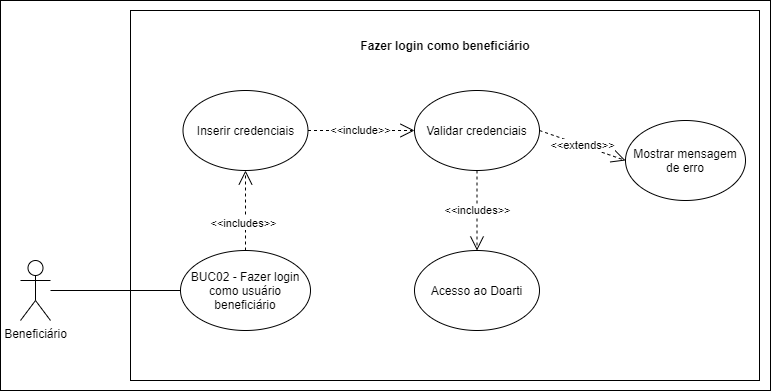 Fazer login como beneficiário
Inserir credenciais
<<include>>
Validar credenciais
<<extends>>
Mostrar mensagem
de erro
<<includes>>
<<includes>>
BUC02 - Fazer login
como usuário
beneficiário
Acesso ao Doarti
Beneficiário